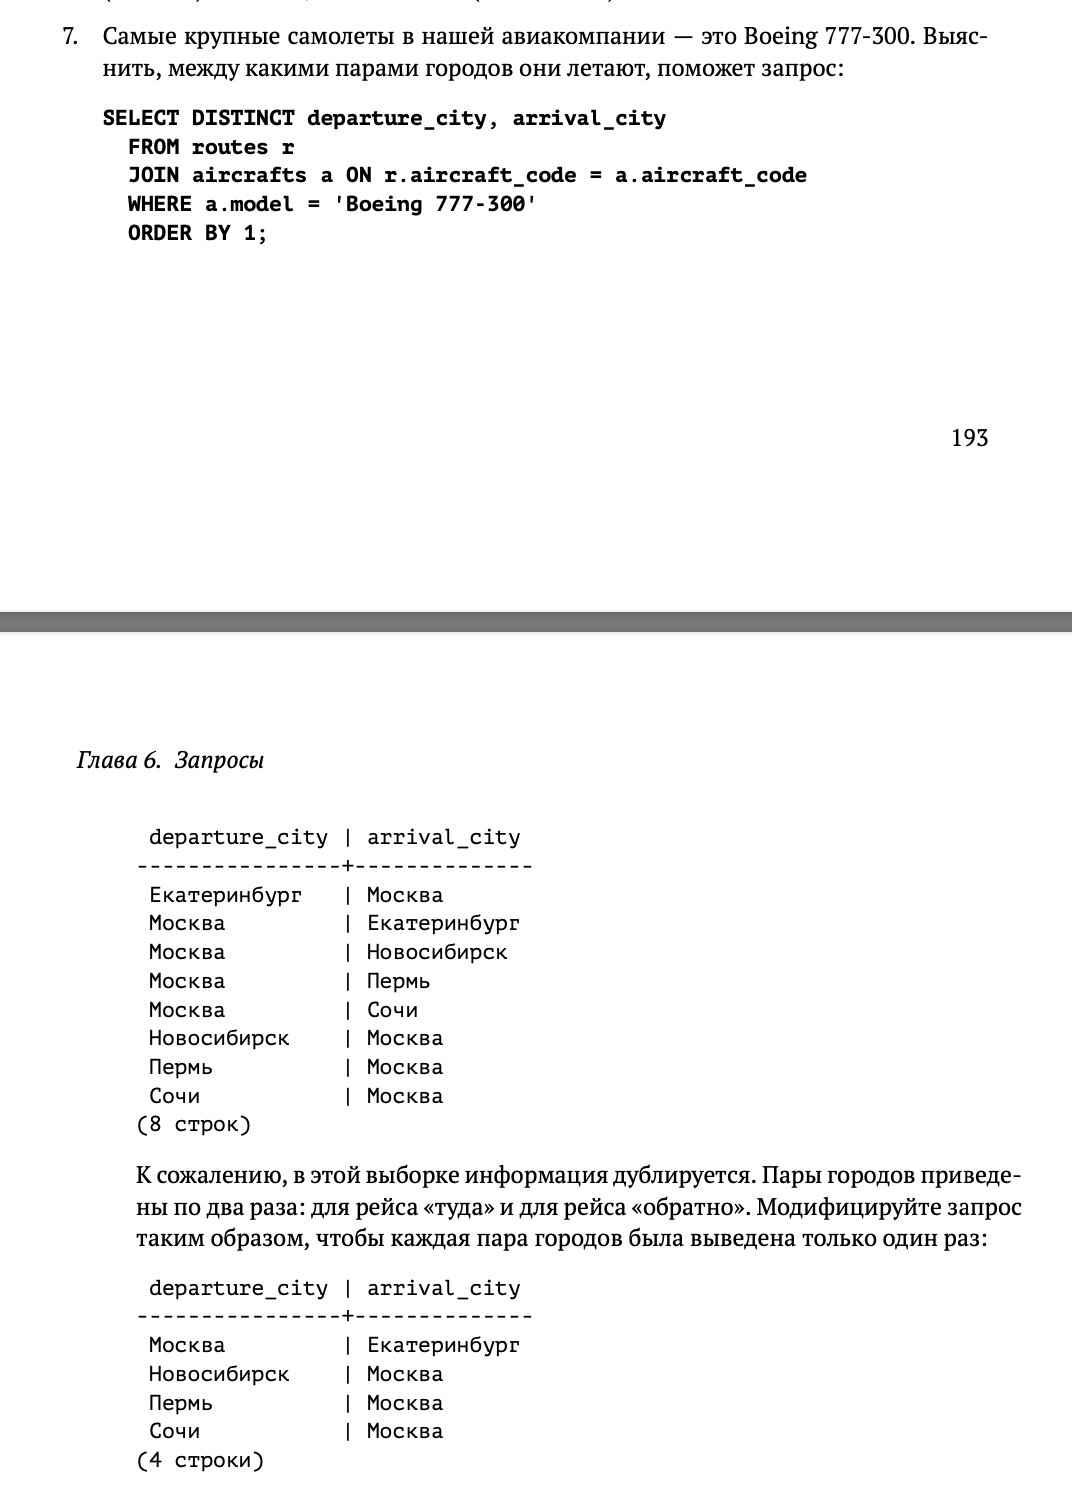 7. Самые крупные самолеты в нашей авиакомпании — это Boeing 777-300. Выяс-
нить, между какими парами городов они летают, поможет запрос:
SELECT DISTINCT departure_city, arrival_city
FROM routes r
JOIN aircrafts a ON r.aircraft_code = a.aircraft_code
WHERE a.model = 'Boeing 777-300'
ORDER BY 1;
193
Глава 6. Запросы
departure_city | arrival_city
----------------+--------------
Екатеринбург | Москва
Москва | Екатеринбург
Москва | Новосибирск
Москва | Пермь
Москва | Сочи
Новосибирск | Москва
Пермь | Москва
Сочи | Москва
(8 строк)
К сожалению, в этой выборке информация дублируется. Пары городов приведе-
ны по два раза: для рейса «туда» и для рейса «обратно». Модифицируйте запрос
таким образом, чтобы каждая пара городов была выведена только один раз:
departure_city | arrival_city
----------------+--------------
Москва | Екатеринбург
Новосибирск | Москва
Пермь | Москва
Сочи | Москва
(4 строки)